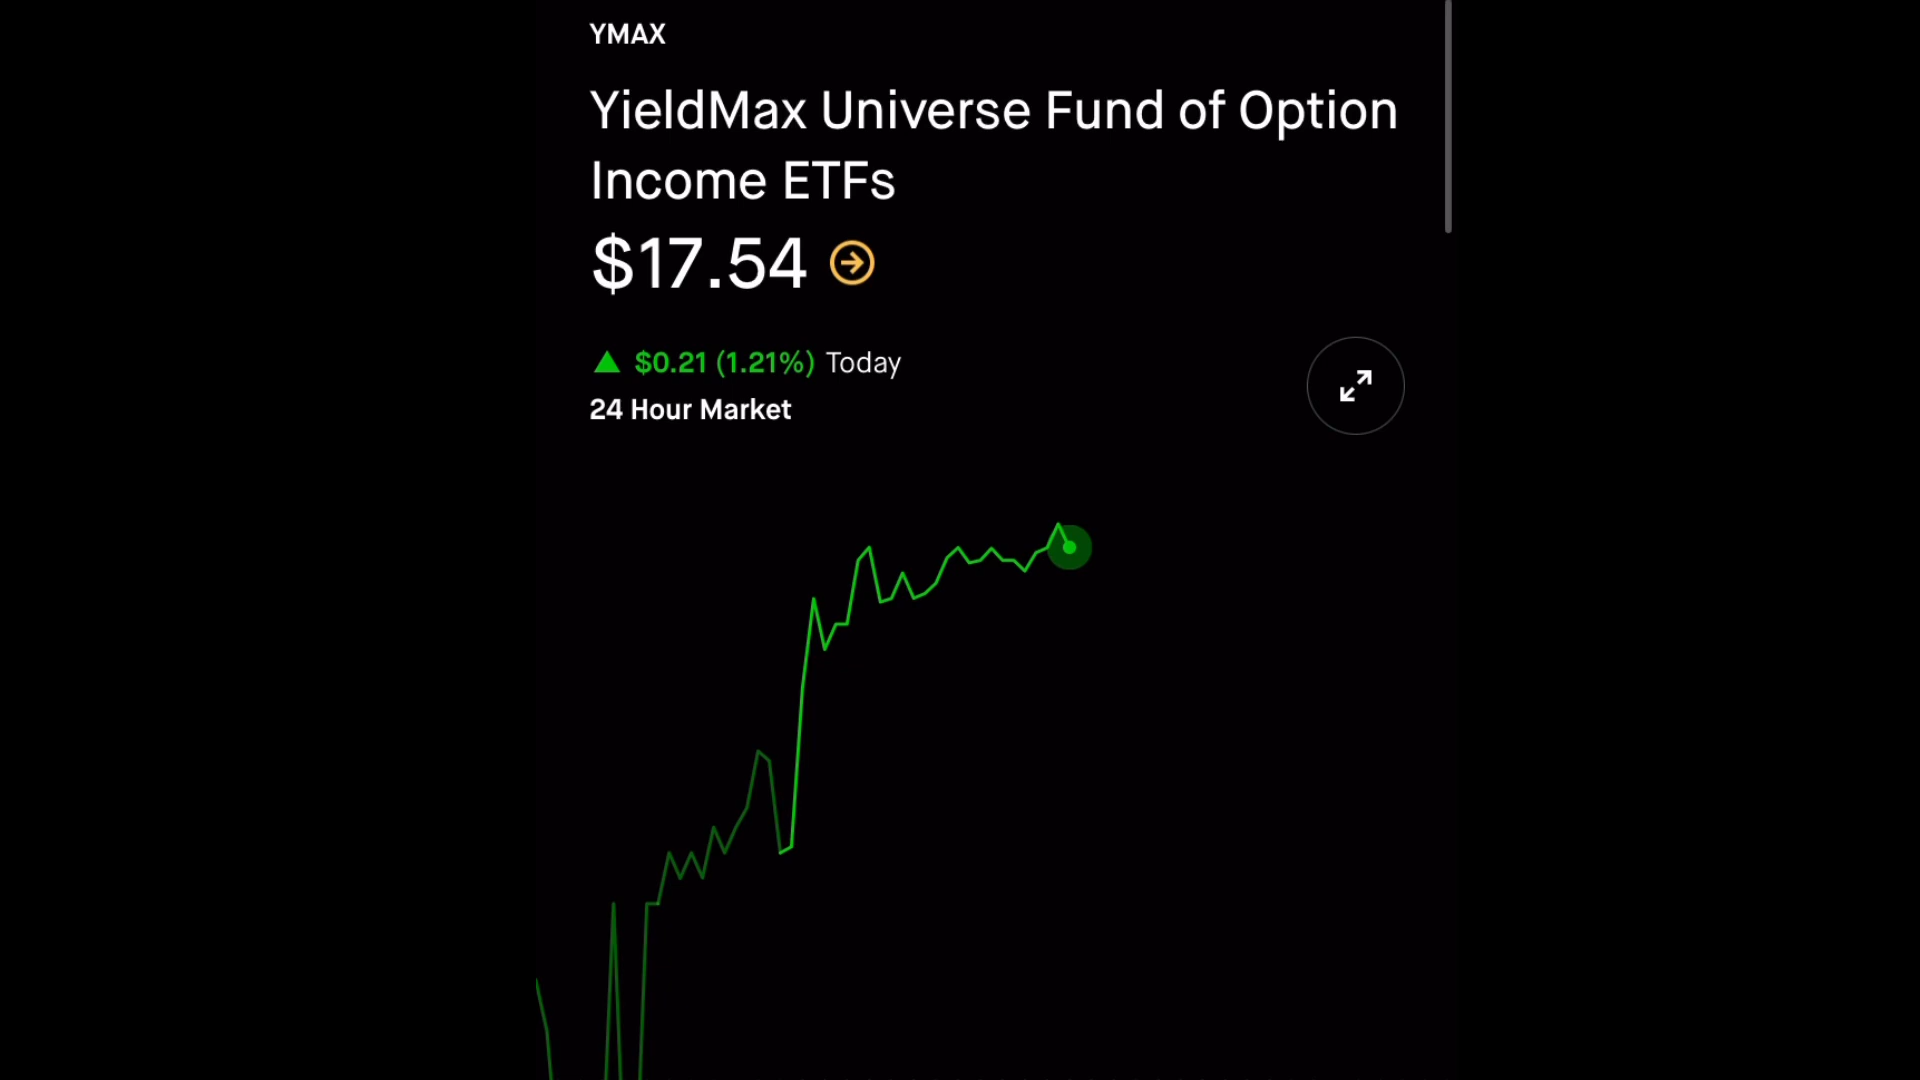 YMAX
YieldMax Universe Fund of Option
Income ETFs
$17.54
$0.21 (1.21%) Today
24 Hour Market